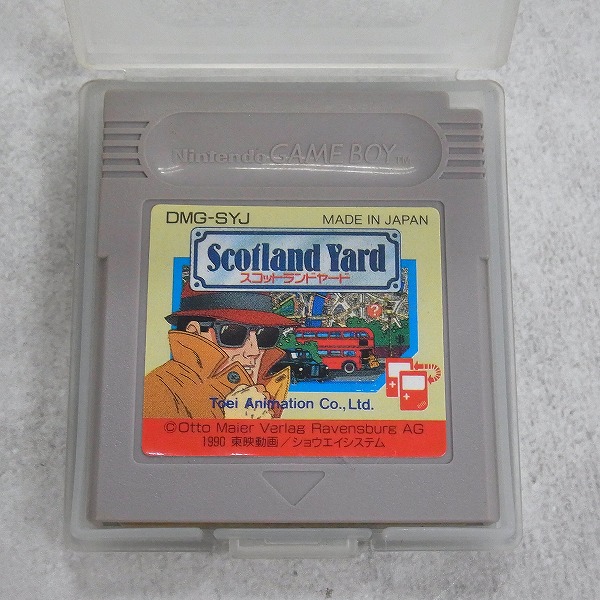 Nintendo GAME BOY TM
DMG-SYJ MADE IN JAPAN
Scotland Yard
スコットランドヤード
?
Toei Animation Co., Ltd.
©Otto Maier Verlag Ravensburg AG
1990 東映動画/ショウエイシステム